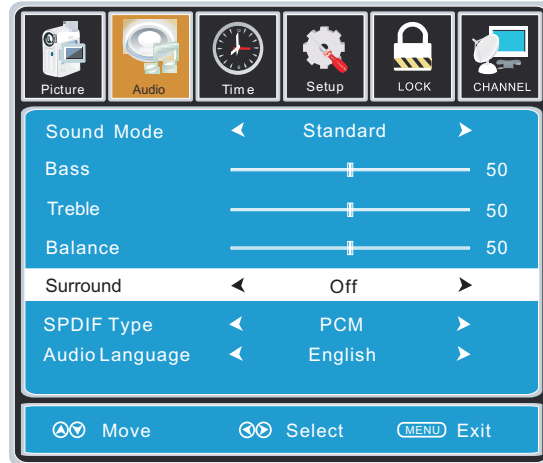 Picture Audio Time Setup LOCK CHANNEL
Sound Mode Standard
Bass 50
Treble 50
Balance 50
Surround Off
SPDIF Type PCM
Audio Language English
Move Select MENU Exit